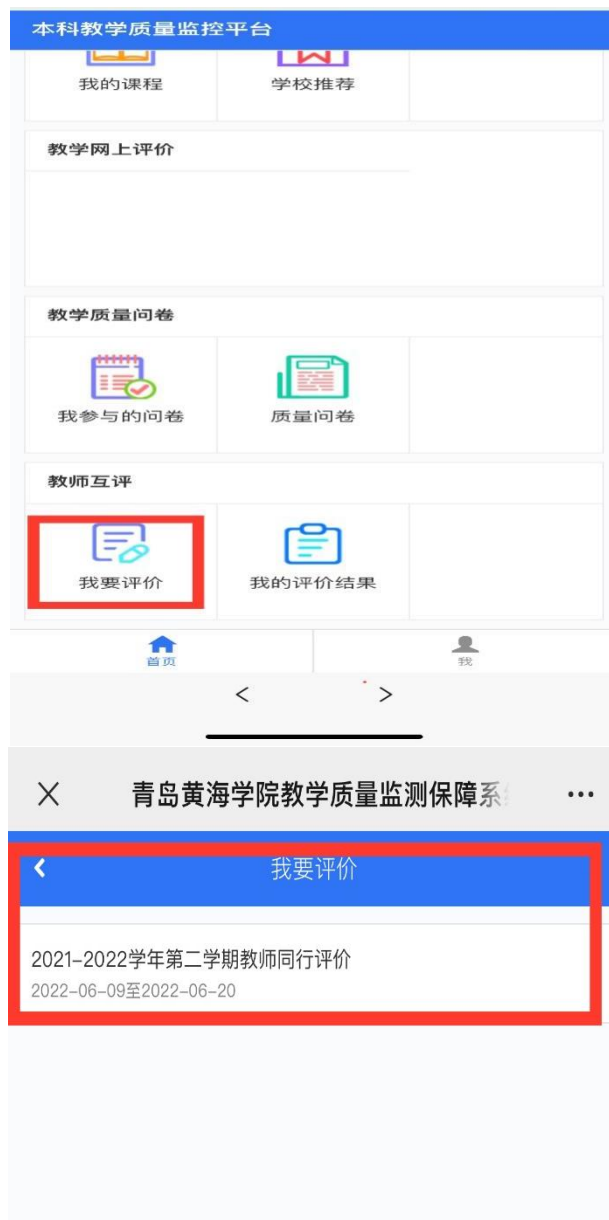 本科教学质量监控平台
我的课程 学校推荐
教学网上评价
教学质量问卷
我参与的问卷 质量问卷
教师互评
我要评价 我的评价结果
首页 我
< >
青岛黄海学院教学质量监测保障系
我要评价
2021-2022学年第二学期教师同行评价
2022-06-09至2022-06-20